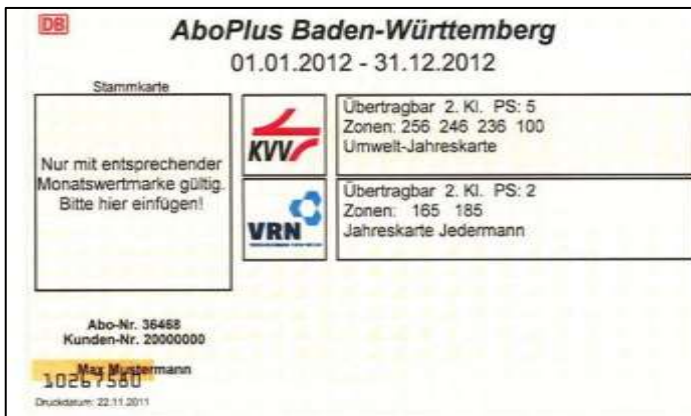 DB
AboPlus Baden-Württemberg
01.01.2012 - 31.12.2012
Stammkarte
Nur mit entsprechender
Monatswertmarke gültig.
Bitte hier einfügen!
KVV
Übertragbar 2. Kl. PS: 5
Zonen: 256 246 236 100
Umwelt-Jahreskarte
VRN
Übertragbar 2. Kl. PS: 2
Zonen: 165 185
Jahreskarte Jedermann
Abo-Nr. 36468
Kunden-Nr. 20000000
Max Mustermann
10267580
Druckdatum: 22.11.2011